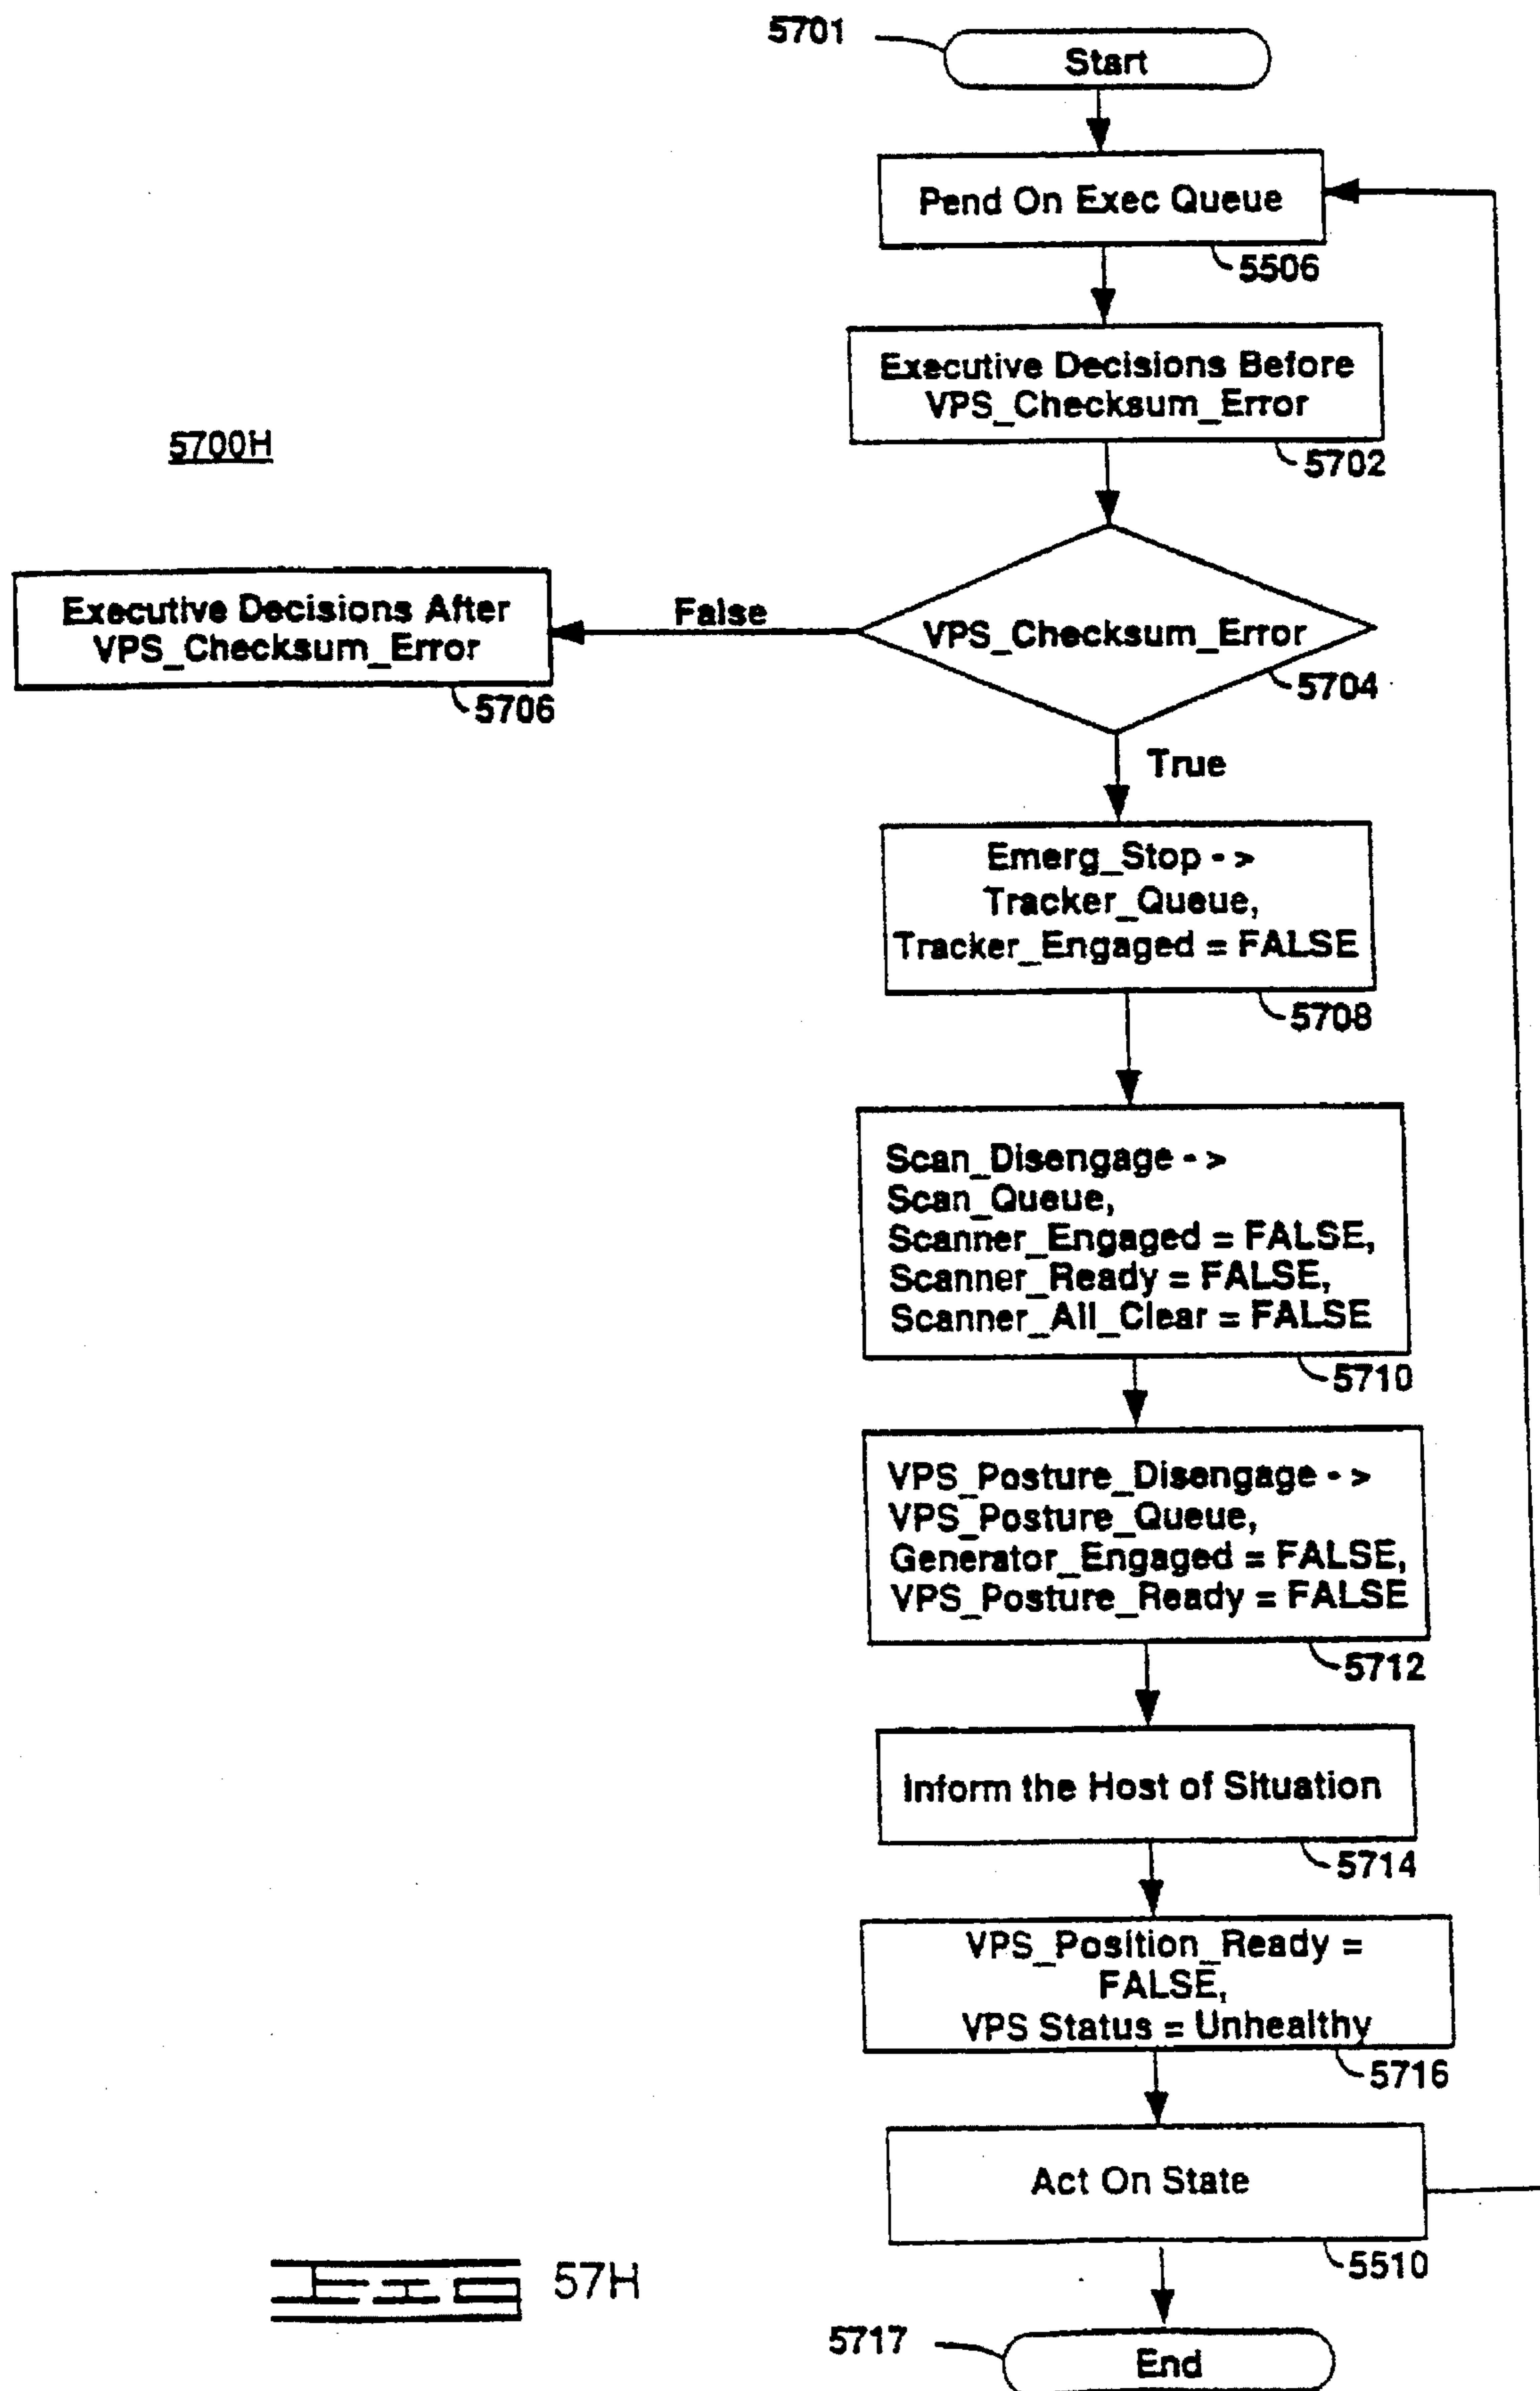 5701
Start
Pend On Exec Queue
5506
Executive Decisions Before
VPS_Checksum_Error
5702
5700H
Executive Decisions After
VPS_Checksum_Error
5706
False
VPS_Checksum_Error
5704
True
Emerg_Stop - >
Tracker_Queue,
Tracker_Engaged = FALSE
5708
Scan_Disengage - >
Scan_Queue,
Scanner_Engaged = FALSE,
Scanner_Ready = FALSE,
Scanner_All_Clear = FALSE
5710
VPS_Posture_Disengage - >
VPS_Posture_Queue,
Generator_Engaged = FALSE,
VPS_Posture_Ready = FALSE
5712
Inform the Host of Situation
5714
VPS_Position_Ready =
FALSE,
VPS Status = Unhealthy
5716
Act On State
5510
FIG 57H
5717
End